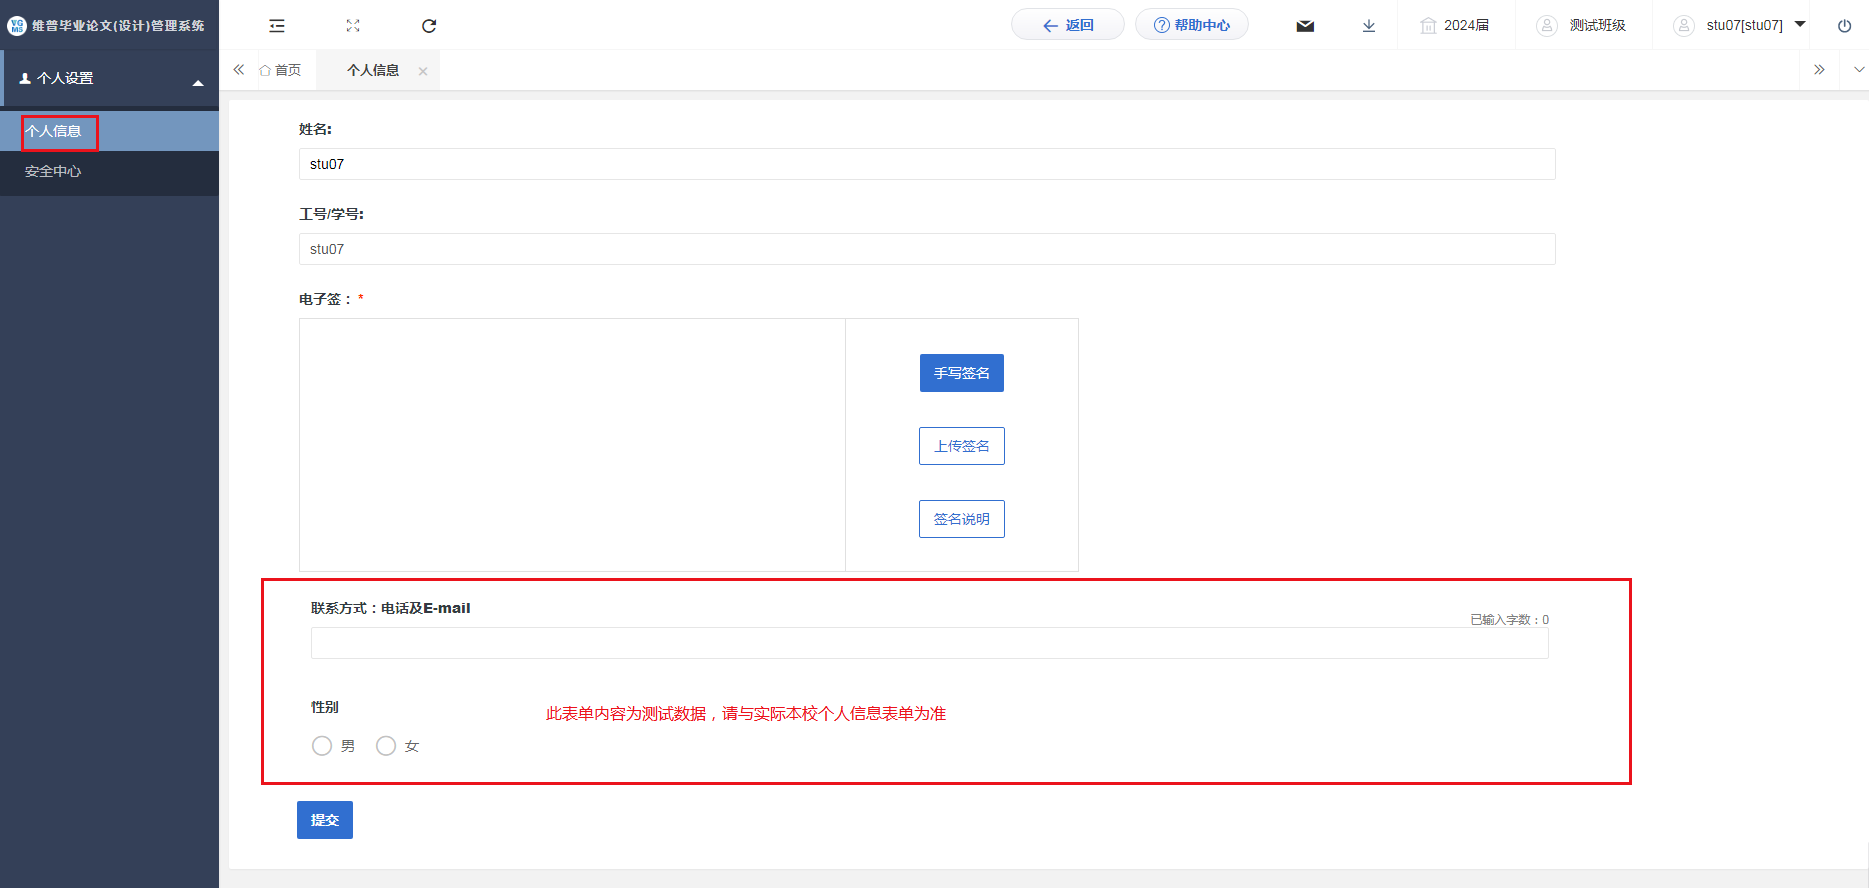 VG
MS
维普毕业论文(设计)管理系统
返回
帮助中心
2024届
测试班级
stu07[stu07]
个人设置
首页
个人信息
个人信息
安全中心
姓名:
stu07
工号/学号:
stu07
电子签： *
手写签名
上传签名
签名说明
联系方式：电话及E-mail
已输入字数：0
性别
此表单内容为测试数据，请与实际本校个人信息表单为准
男
女
提交